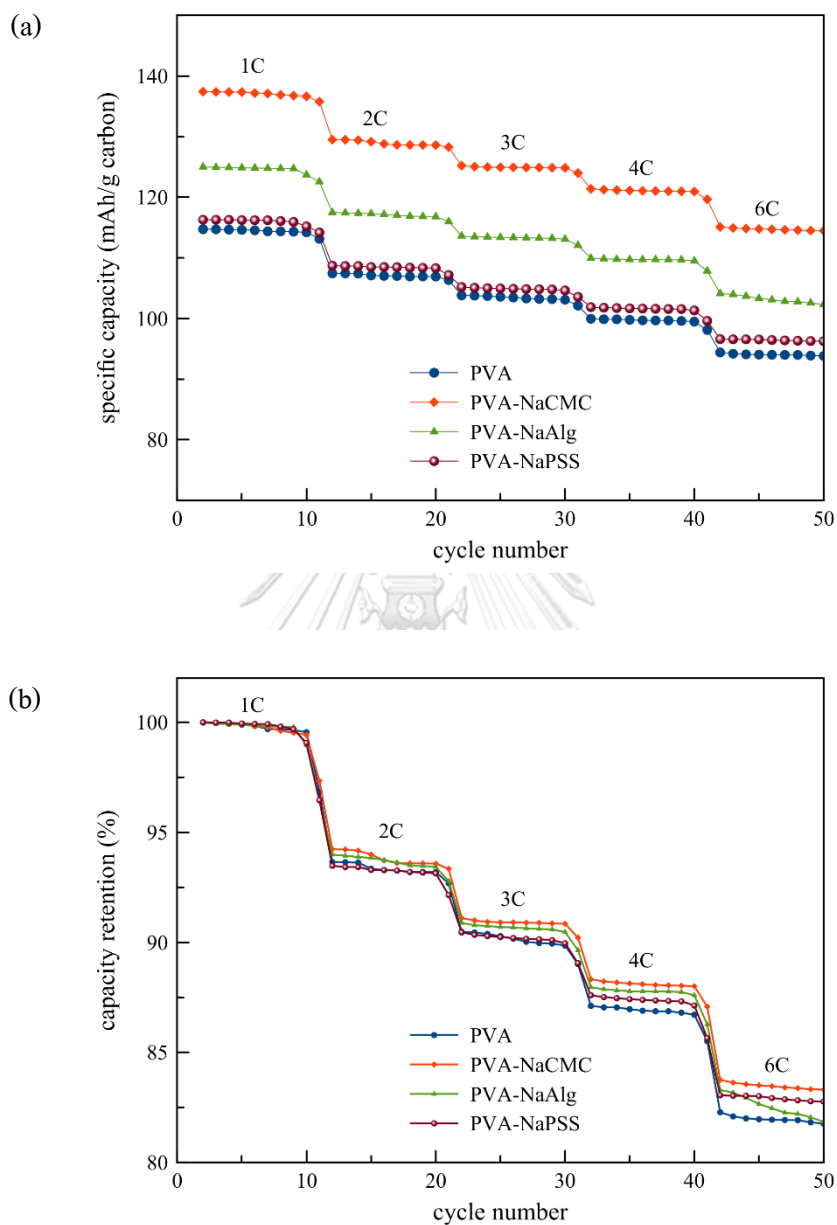 (a)
140
120
100
80
1C
2C
3C
4C
6C
specific capacity (mAh/g carbon)
PVA
PVA-NaCMC
PVA-NaAlg
PVA-NaPSS
0
10
20
30
40
50
cycle number
(b)
100
95
90
85
80
1C
2C
3C
4C
6C
capacity retention (%)
PVA
PVA-NaCMC
PVA-NaAlg
PVA-NaPSS
0
10
20
30
40
50
cycle number